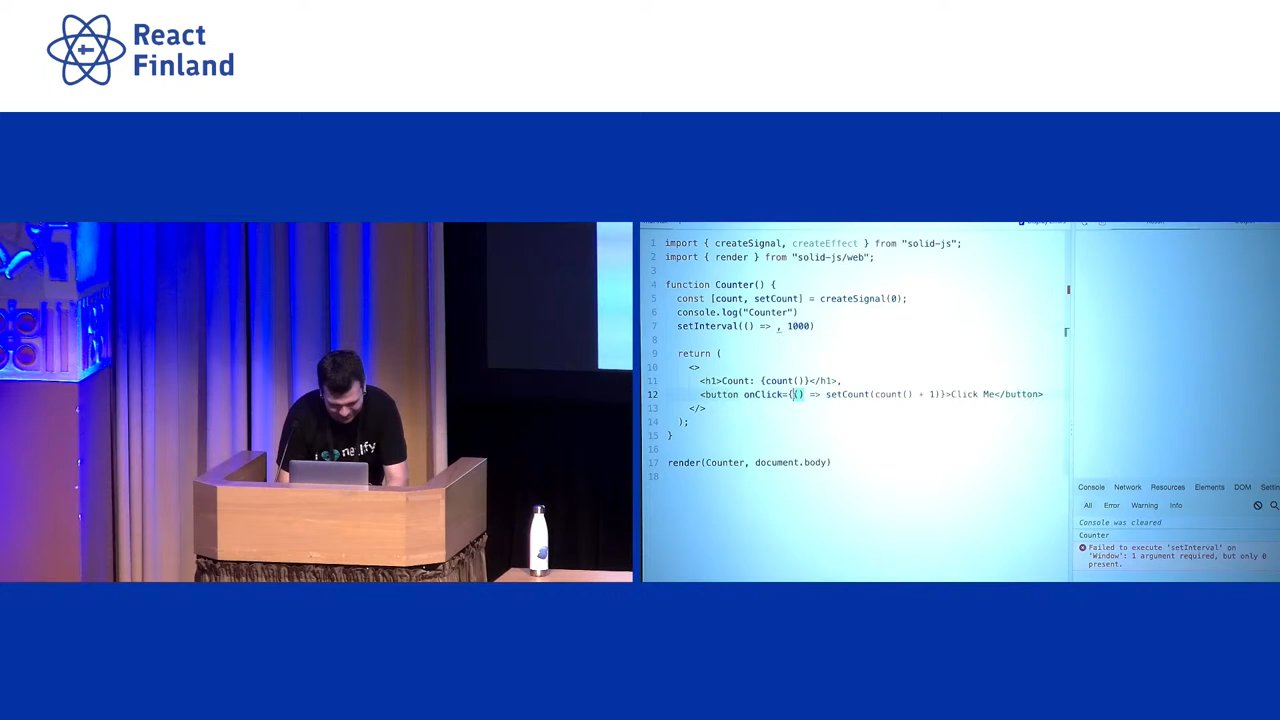 React
Finland
netlify
1 import { createSignal, createEffect } from "solid-js";
2 import { render } from "solid-js/web";
3
4 function Counter() {
5 const [count, setCount] = createSignal(0);
6 console.log("Counter")
7 setInterval(() => , 1000)
8
9 return (
10 <>
11 <h1>Count: {count()}</h1>,
12 <button onClick={() => setCount(count() + 1)}>Click Me</button>
13 </>
14 );
15 }
16
17 render(Counter, document.body)
18
Console Network Resources Elements DOM Settin
All Error Warning Info
Console was cleared
Counter
Failed to execute 'setInterval' on
'Window': 1 argument required, but only 0
present.